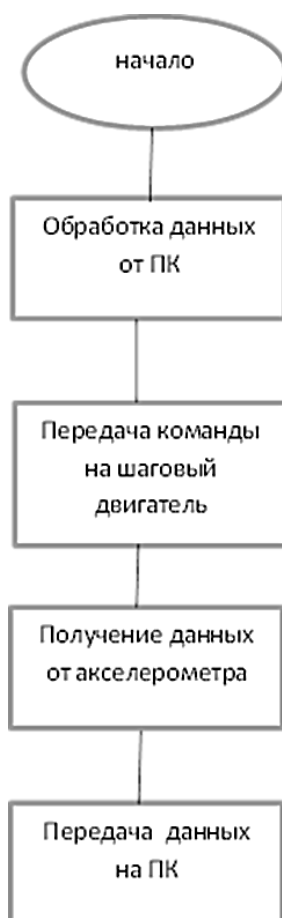 начало
Обработка данных
от ПК
Передача команды
на шаговый
двигатель
Получение данных
от акселерометра
Передача данных
на ПК